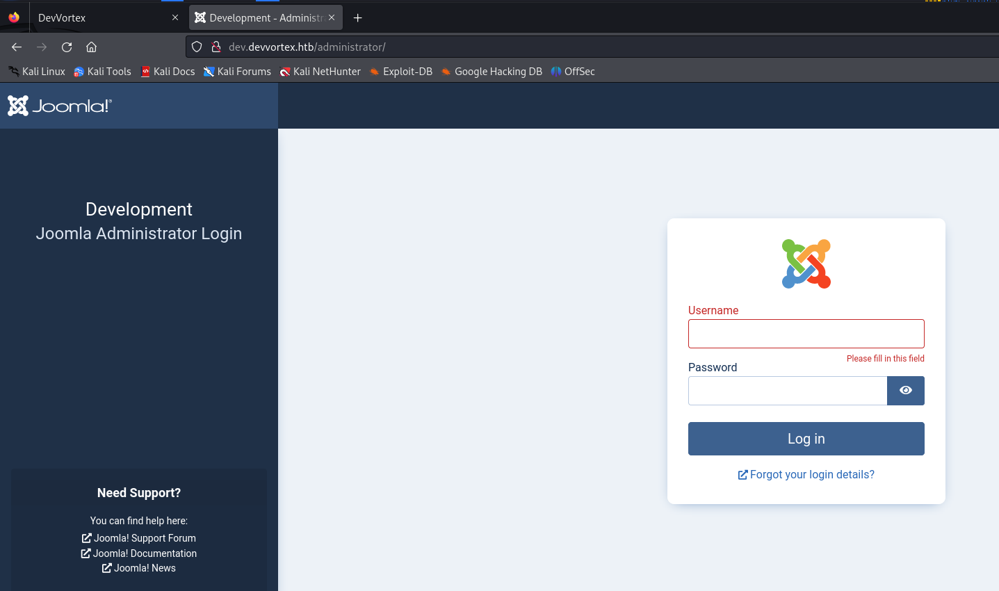 DevVortex
Development - Administr
dev.devvortex.htb/administrator/
Kali Linux Kali Tools Kali Docs Kali Forums Kali NetHunter Exploit-DB Google Hacking DB OffSec
Joomla!®
Development
Joomla Administrator Login
Username
Please fill in this field
Password
Log in
Forgot your login details?
Need Support?
You can find help here:
Joomla! Support Forum
Joomla! Documentation
Joomla! News